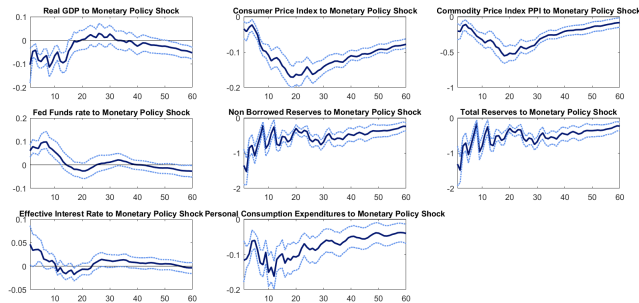 Real GDP to Monetary Policy Shock
0.1
0
-0.1
-0.2
10 20 30 40 50 60
Consumer Price Index to Monetary Policy Shock
0
-0.1
-0.2
10 20 30 40 50 60
Commodity Price Index PPI to Monetary Policy Shock
0
-0.5
-1
10 20 30 40 50 60
Fed Funds rate to Monetary Policy Shock
0.2
0.1
0
-0.1
10 20 30 40 50 60
Non Borrowed Reserves to Monetary Policy Shock
0
-1
-2
10 20 30 40 50 60
Total Reserves to Monetary Policy Shock
0
-1
-2
10 20 30 40 50 60
Effective Interest Rate to Monetary Policy Shock
0.1
0.05
0
-0.05
10 20 30 40 50 60
Personal Consumption Expenditures to Monetary Policy Shock
0
-0.1
-0.2
10 20 30 40 50 60